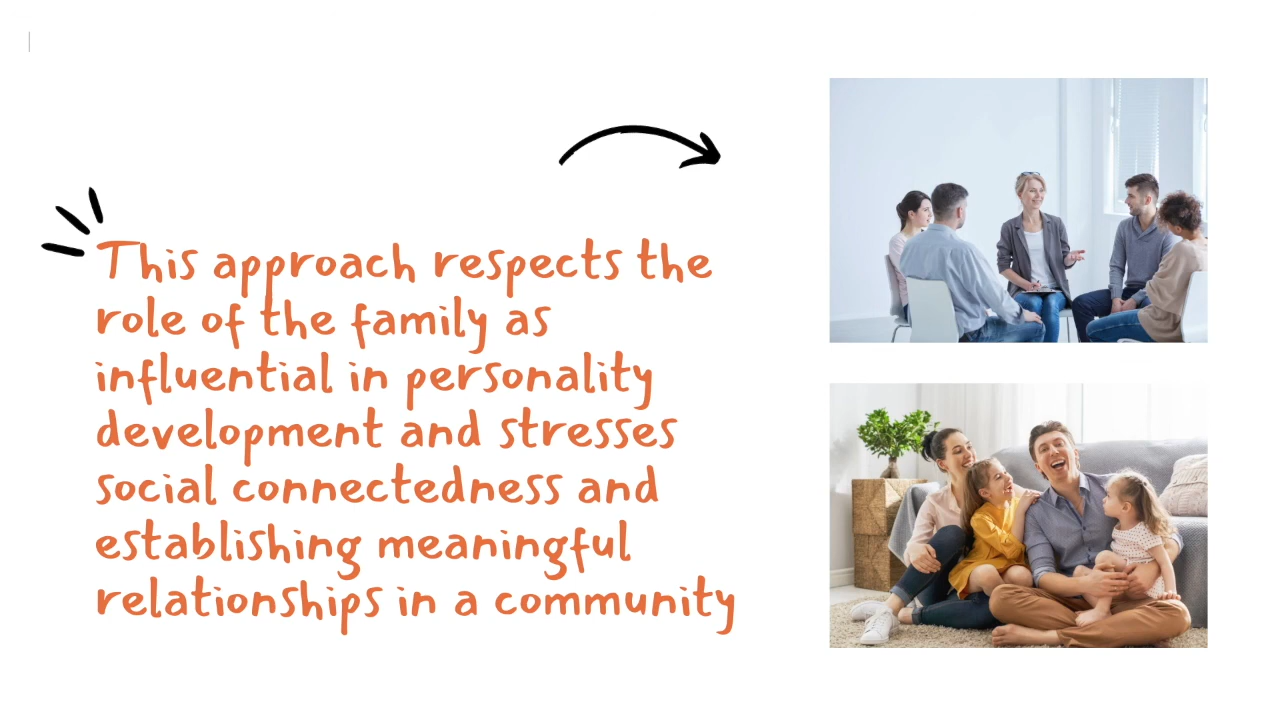 This approach respects the
role of the family as
influential in personality
development and stresses
social connectedness and
establishing meaningful
relationships in a community